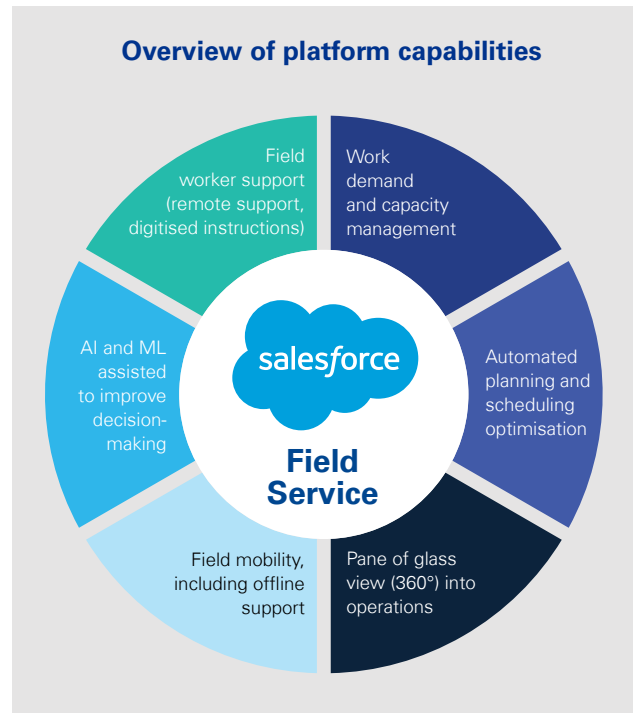 Overview of platform capabilities
Field
worker support
(remote support,
digitised instructions)
Work
demand
and capacity
management
AI and ML
assisted
to improve
decision-
making
salesforce
Field
Service
Automated
planning and
scheduling
optimisation
Field mobility,
including offline
support
Pane of glass
view (360°) into
operations